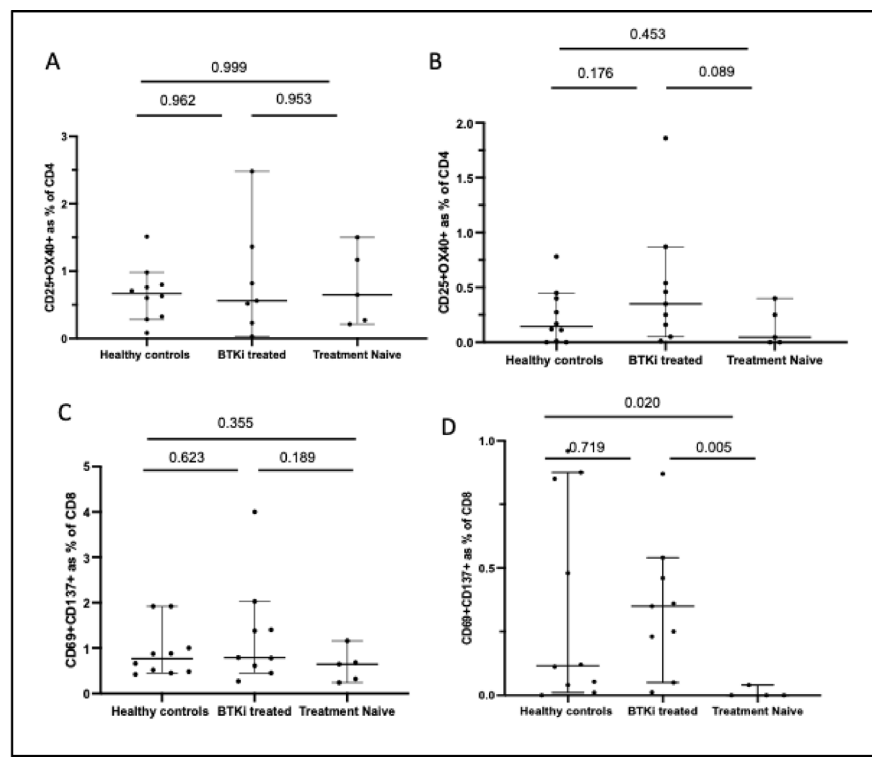 A
0.999
0.962 0.953
CD25+OX40+ as % of CD4
3
2
1
0
Healthy controls BTKi treated Treatment Naive
B
0.453
0.176 0.089
CD25+OX40+ as % of CD4
2.0
1.5
1.0
0.5
0.0
Healthy controls BTKi treated Treatment Naive
C
0.355
0.623 0.189
CD69+CD137+ as % of CD8
5
4
3
2
1
0
Healthy controls BTKi treated Treatment Naive
D
0.020
0.719 0.005
CD69+CD137+ as % of CD8
1.0
0.5
0.0
Healthy controls BTKi treated Treatment Naive